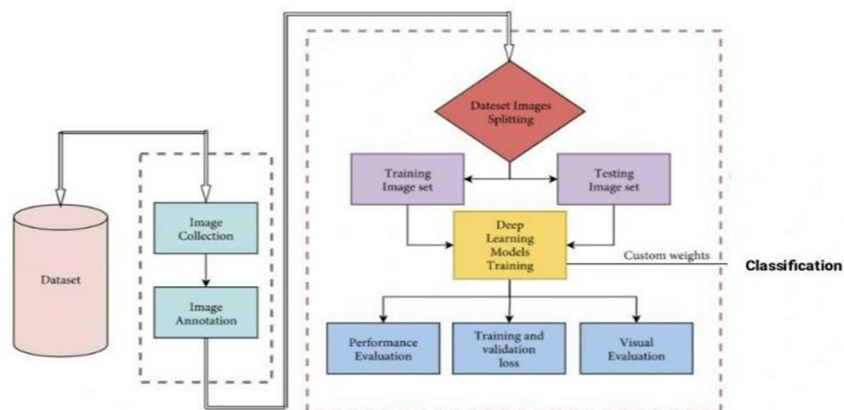 Dateset Images
Splitting
Training
Image set
Testing
Image set
Image
Collection
Deep
Learning
Models
Training
Custom weights
Classification
Dataset
Image
Annotation
Performance
Evaluation
Training and
validation
loss
Visual
Evaluation